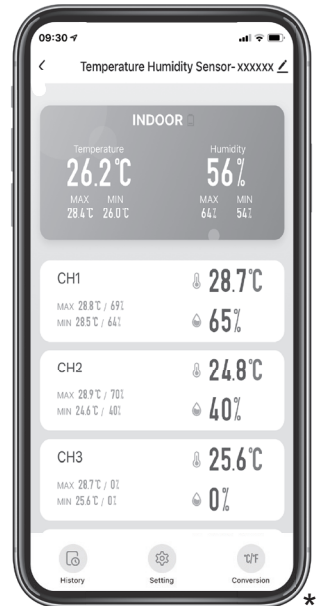 09:30
Temperature Humidity Sensor- xxxxxx
INDOOR
Temperature
Humidity
26.2℃
56%
MAX MIN
MAX MIN
28.4℃ 26.0℃
64% 54%
CH1
28.7℃
MAX 28.8℃ / 69%
MIN 28.5℃ / 64%
65%
CH2
24.8℃
MAX 28.9℃ / 70%
MIN 24.6℃ / 40%
40%
CH3
25.6℃
MAX 28.7℃ / 0%
MIN 25.6℃ / 0%
0%
℃/℉
History
Setting
Conversion
*